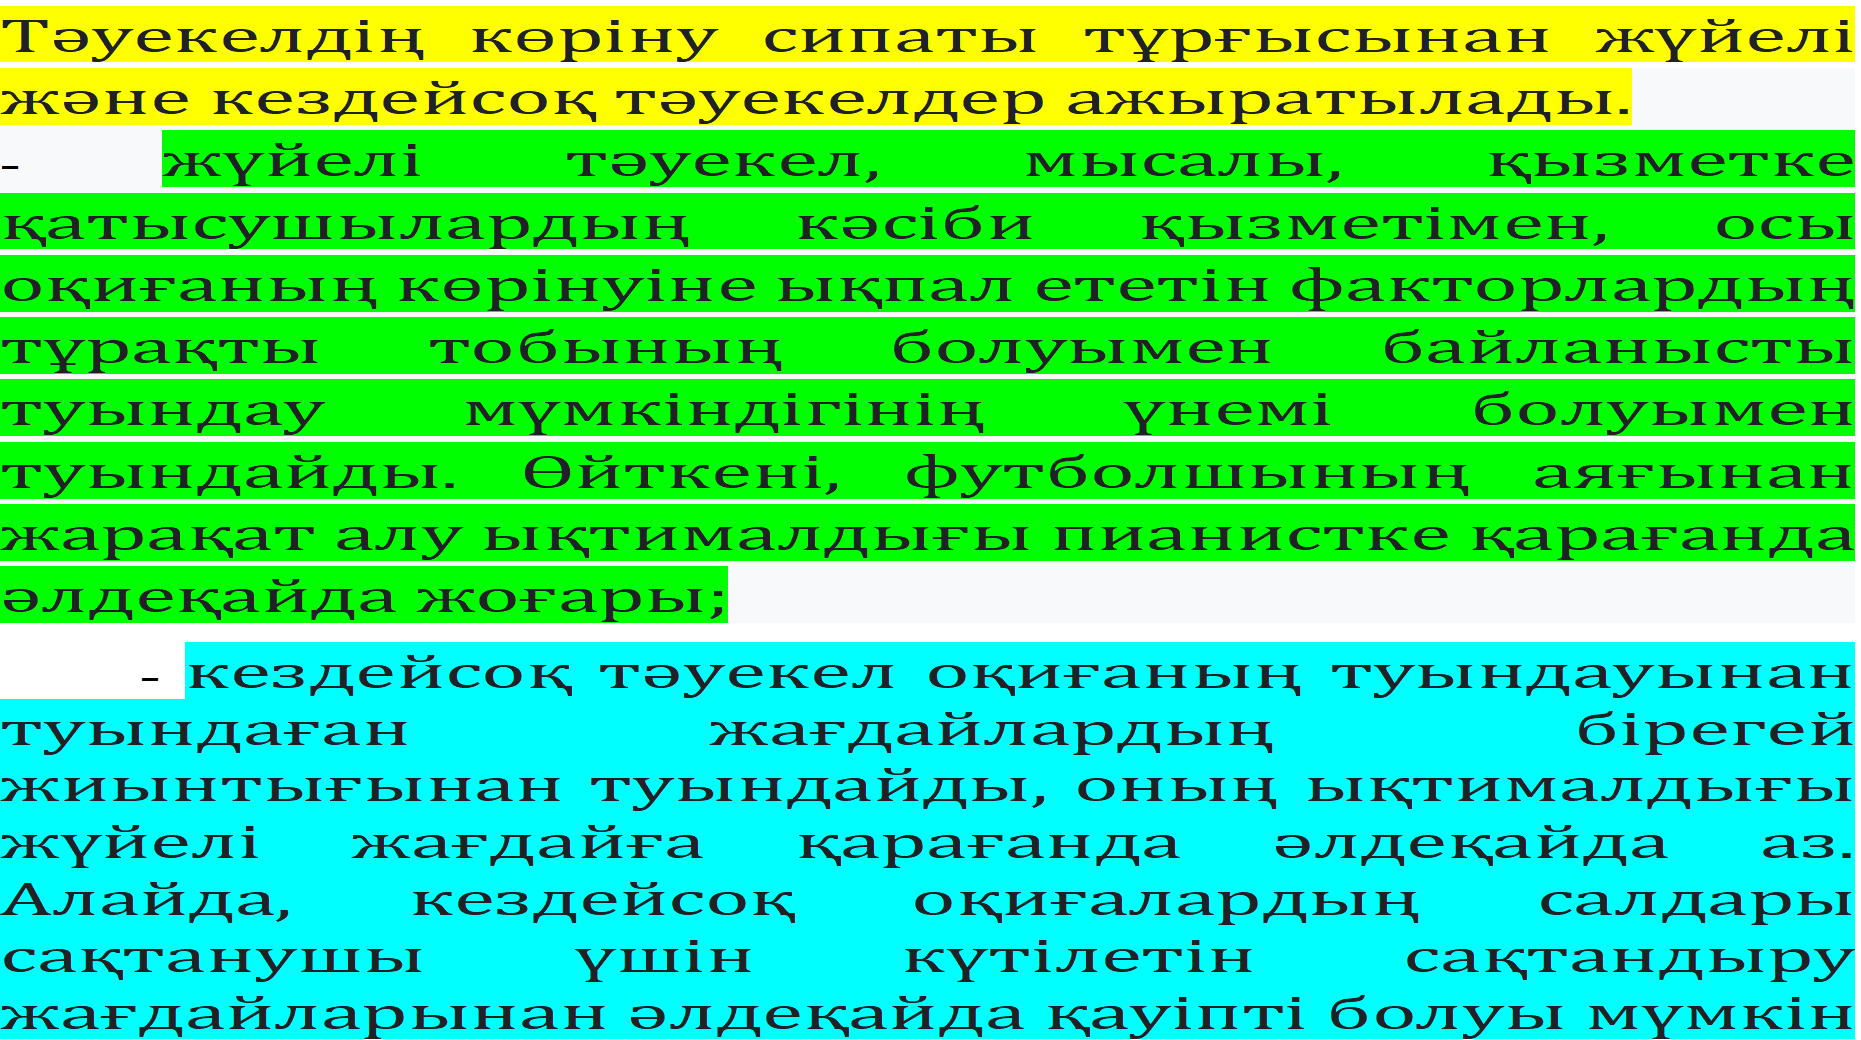 Тәуекелдің көріну сипаты тұрғысынан жүйелі
және кездейсоқ тәуекелдер ажыратылады.
- жүйелі тәуекел, мысалы, қызметке
қатысушылардың кәсіби қызметімен, осы
оқиғаның көрінуіне ықпал ететін факторлардың
тұрақты тобының болуымен байланысты
туындау мүмкіндігінің үнемі болуымен
туындайды. Өйткені, футболшының аяғынан
жарақат алу ықтималдығы пианистке қарағанда
әлдеқайда жоғары;
- кездейсоқ тәуекел оқиғаның туындауынан
туындаған жағдайлардың бірегей
жиынтығынан туындайды, оның ықтималдығы
жүйелі жағдайға қарағанда әлдеқайда аз.
Алайда, кездейсоқ оқиғалардың салдары
сақтанушы үшін күтілетін сақтандыру
жағдайларынан әлдеқайда қауіпті болуы мүмкін